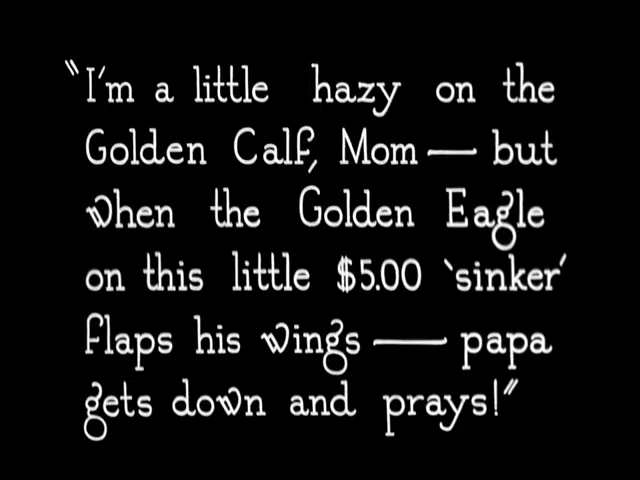 "I'm a little hazy on the
Golden Calf, Mom — but
when the Golden Eagle
on this little $5.00 'sinker'
flaps his wings — papa
gets down and prays!"